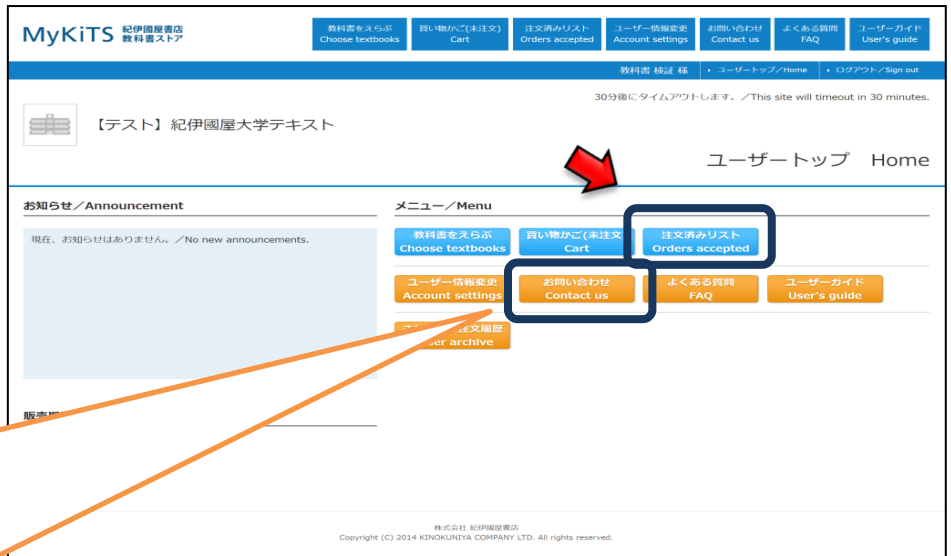 MyKiTS 紀伊國屋書店
教科書ストア
教科書をえらぶ
Choose textbooks
買い物かご(未注文)
Cart
注文済みリスト
Orders accepted
ユーザー情報変更
Account settings
お問い合わせ
Contact us
よくある質問
FAQ
ユーザーガイド
User's guide
教科書 検証 様
ユーザートップ/Home
ログアウト/Sign out
30分後にタイムアウトします。/This site will timeout in 30 minutes.
【テスト】紀伊國屋大学テキスト
ユーザートップ Home
お知らせ/Announcement
現在、お知らせはありません。/No new announcements.
メニュー/Menu
教科書をえらぶ
Choose textbooks
買い物かご(未注文
Cart
注文済みリスト
Orders accepted
ユーザー情報変更
Account settings
お問い合わせ
Contact us
よくある質問
FAQ
ユーザーガイド
User's guide
注文履歴
er archive
販売
株式会社 紀伊國屋書店
Copyright (C) 2014 KINOKUNIYA COMPANY LTD. All rights reserved.